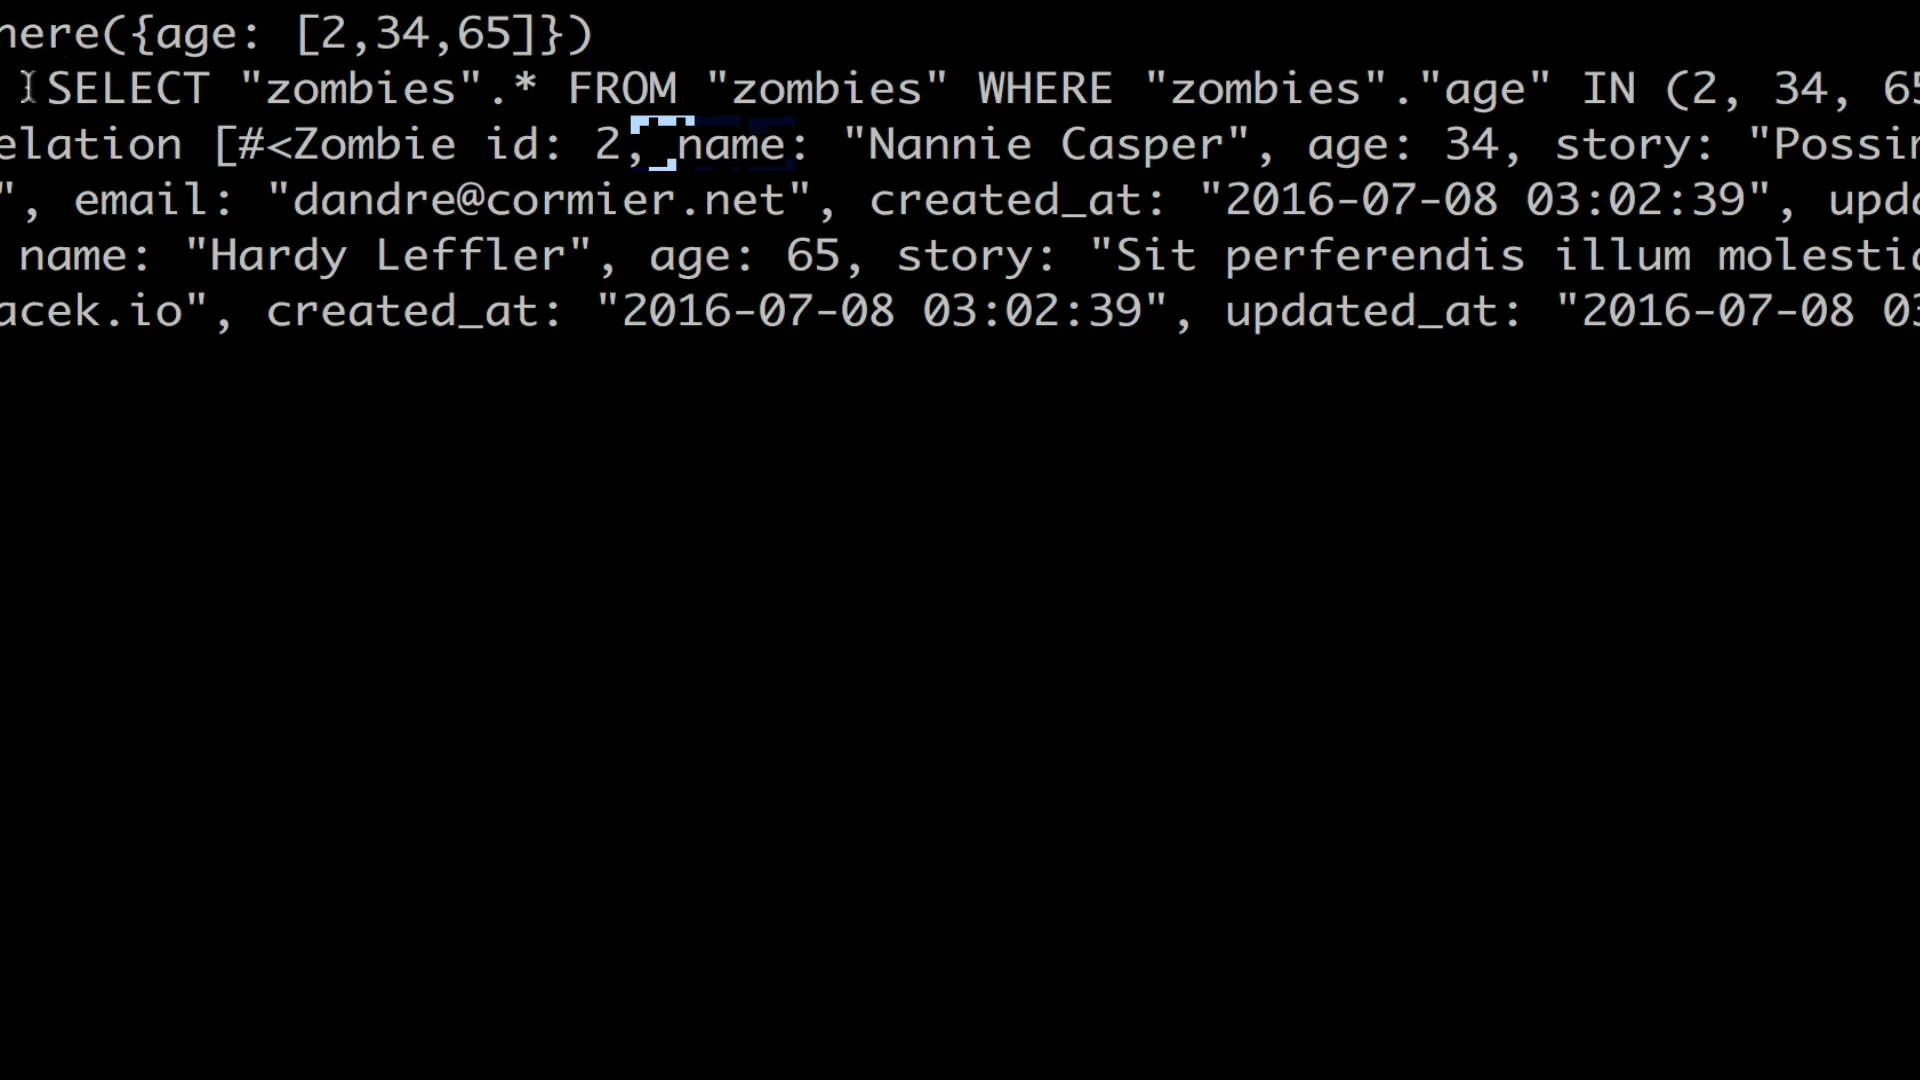 here({age: [2,34,65]})
SELECT "zombies".* FROM "zombies" WHERE "zombies"."age" IN (2, 34, 65
elation [#<Zombie id: 2, name: "Nannie Casper", age: 34, story: "Possim
", email: "dandre@cormier.net", created_at: "2016-07-08 03:02:39", upda
name: "Hardy Leffler", age: 65, story: "Sit perferendis illum molestia
acek.io", created_at: "2016-07-08 03:02:39", updated_at: "2016-07-08 03